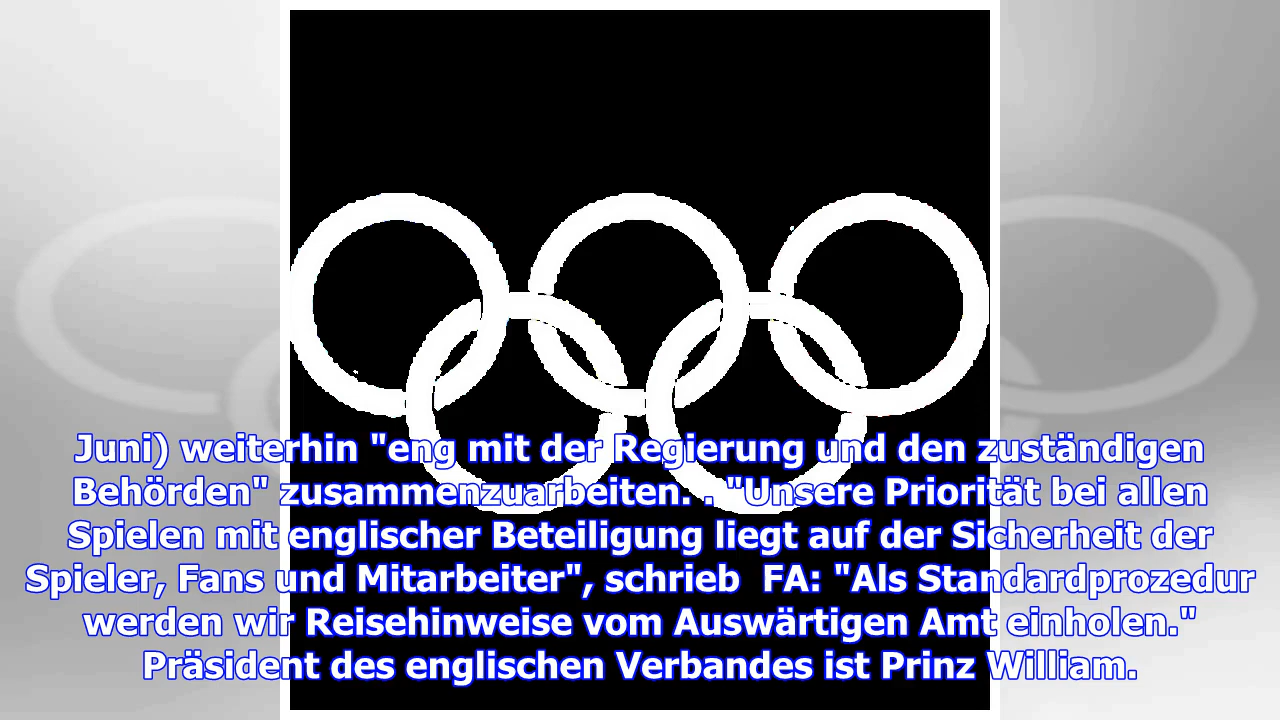 Juni) weiterhin "eng mit der Regierung und den zuständigen
Behörden" zusammenzuarbeiten. . "Unsere Priorität bei allen
Spielen mit englischer Beteiligung liegt auf der Sicherheit der
Spieler, Fans und Mitarbeiter", schrieb  FA: "Als Standardprozedur
werden wir Reisehinweise vom Auswärtigen Amt einholen."
Präsident des englischen Verbandes ist Prinz William.